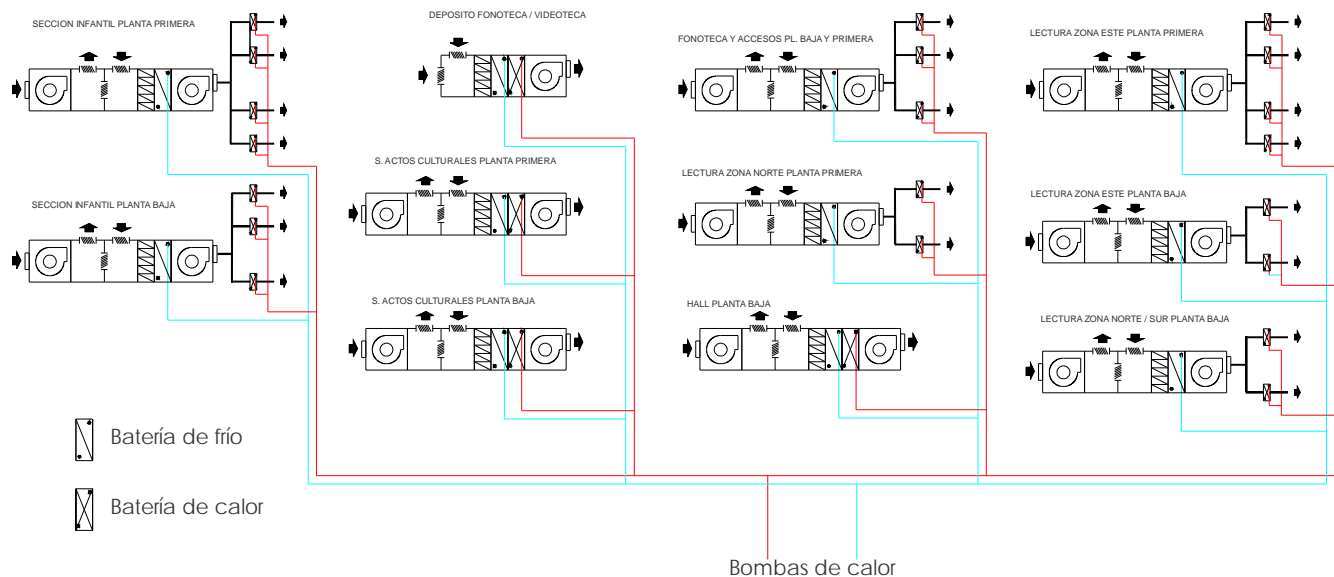 SECCION INFANTIL PLANTA PRIMERA
DEPOSITO FONOTECA / VIDEOTECA
FONOTECA Y ACCESOS PL. BAJA Y PRIMERA
LECTURA ZONA ESTE PLANTA PRIMERA
S. ACTOS CULTURALES PLANTA PRIMERA
LECTURA ZONA NORTE PLANTA PRIMERA
SECCION INFANTIL PLANTA BAJA
LECTURA ZONA ESTE PLANTA BAJA
S. ACTOS CULTURALES PLANTA BAJA
HALL PLANTA BAJA
LECTURA ZONA NORTE / SUR PLANTA BAJA
Batería de frío
Batería de calor
Bombas de calor